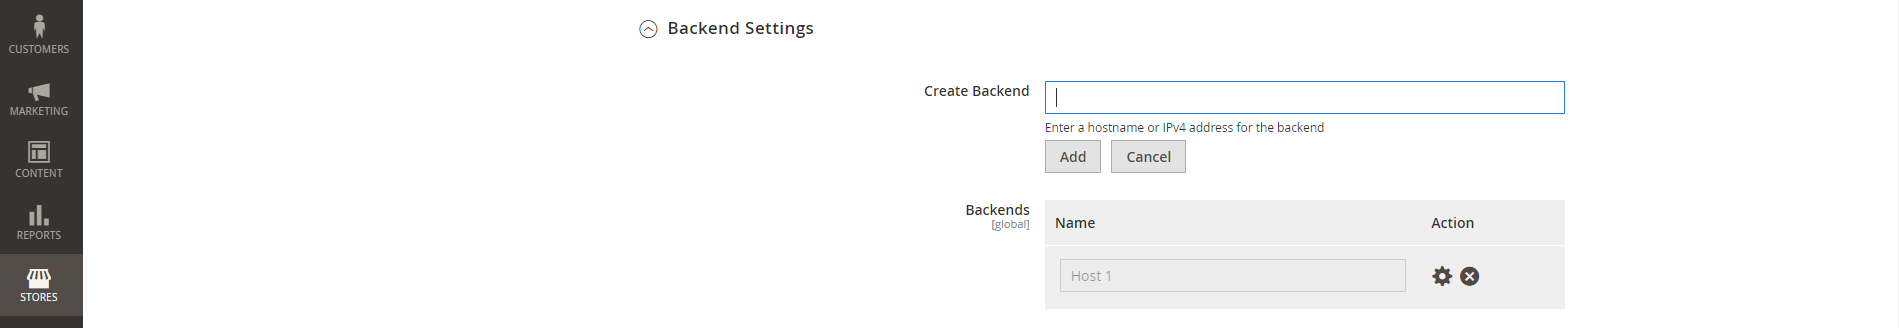 CUSTOMERS
MARKETING
CONTENT
REPORTS
STORES
Backend Settings
Create Backend
Enter a hostname or IPv4 address for the backend
Add Cancel
Backends
[global]
Name Action
Host 1